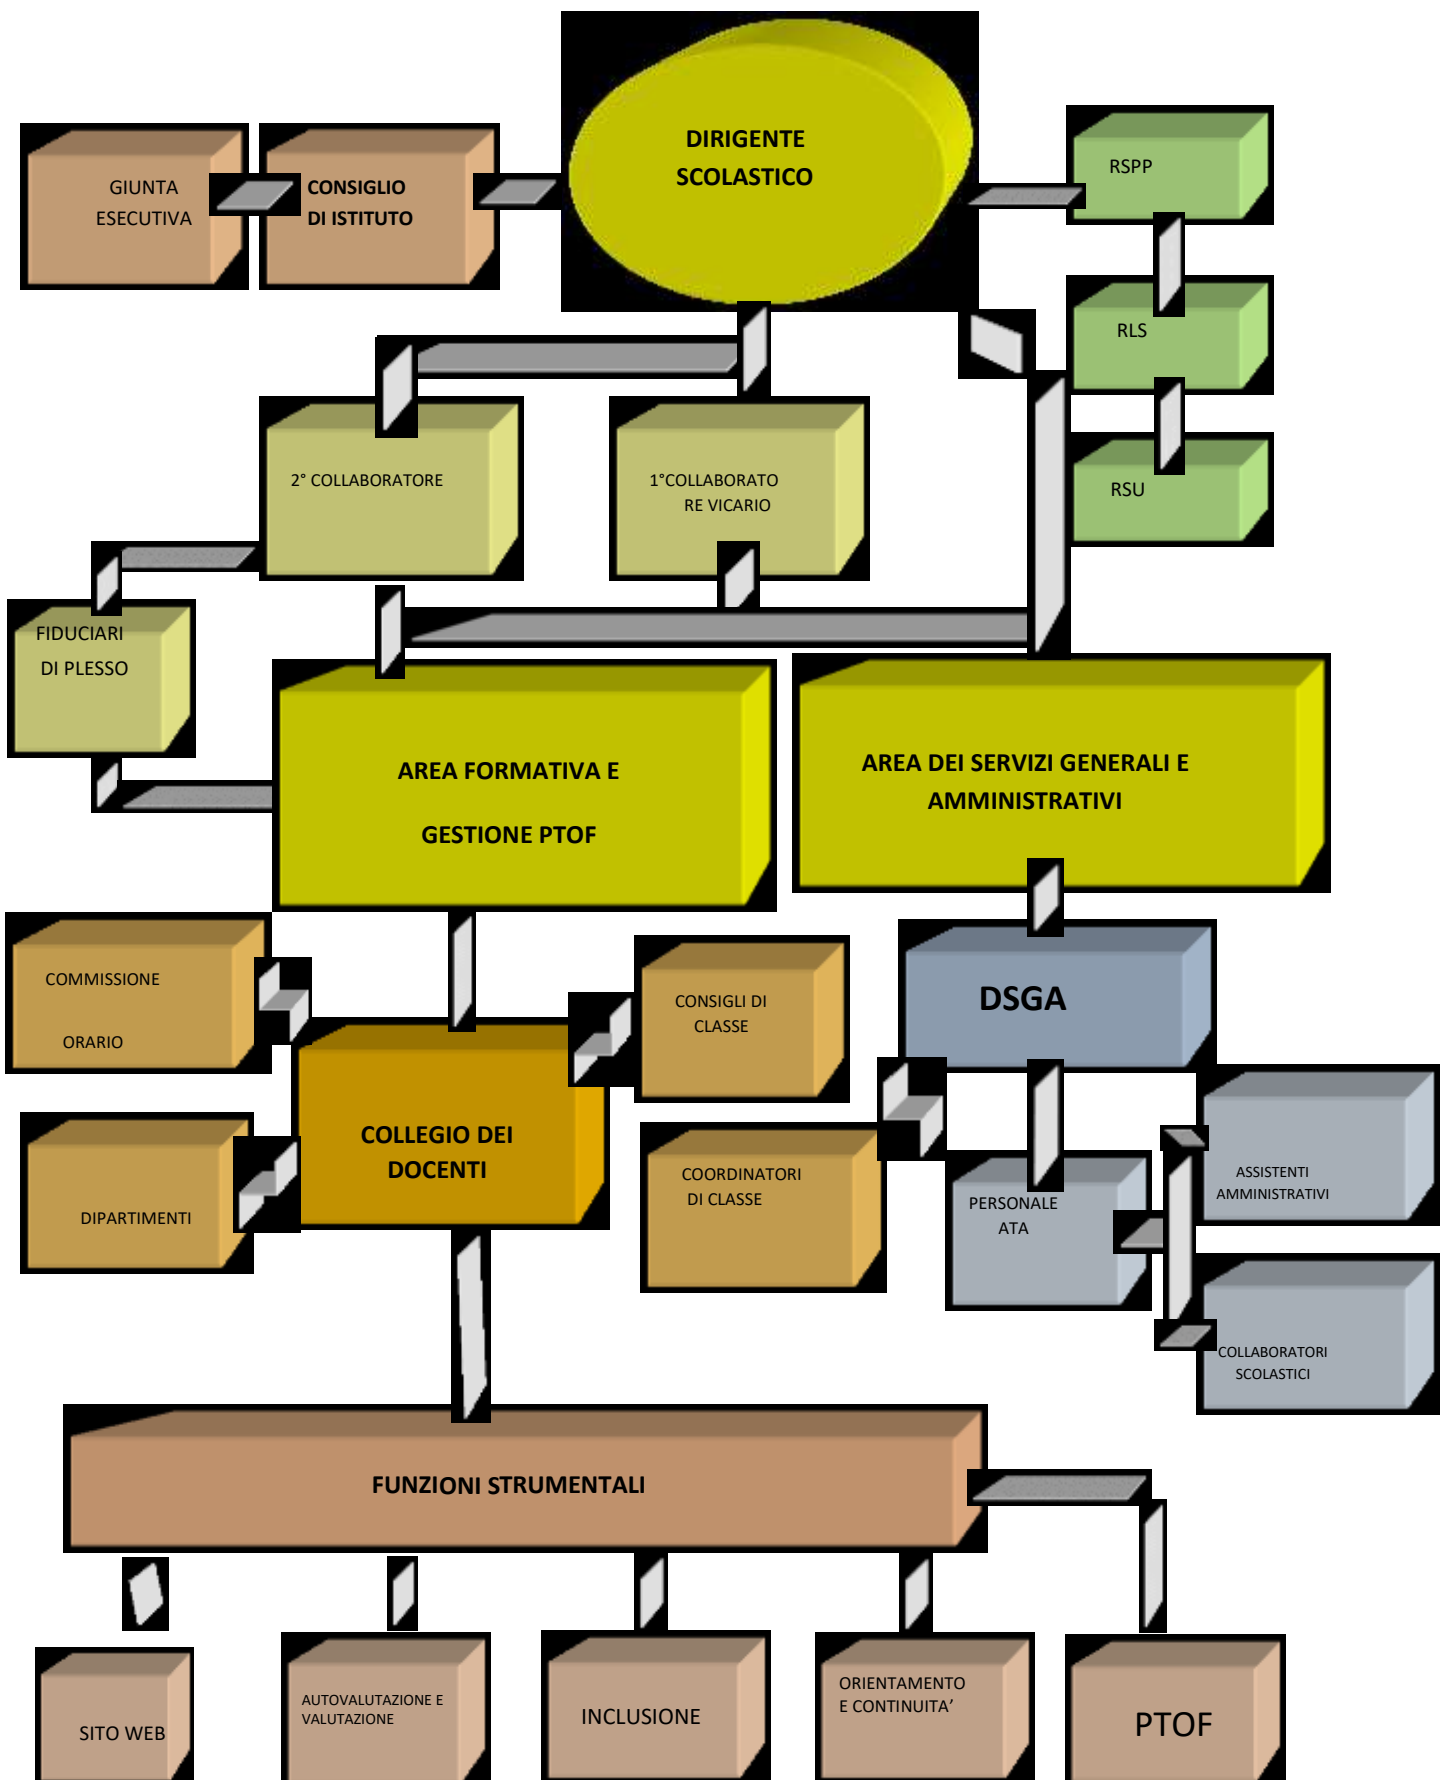 DIRIGENTE
SCOLASTICO
GIUNTA
ESECUTIVA
CONSIGLIO
DI ISTITUTO
RSPP
RLS
RSU
2° COLLABORATORE
1°COLLABORATO
RE VICARIO
FIDUCIARI
DI PLESSO
AREA FORMATIVA E
GESTIONE PTOF
AREA DEI SERVIZI GENERALI E
AMMINISTRATIVI
COMMISSIONE
ORARIO
CONSIGLI DI
CLASSE
DSGA
COLLEGIO DEI
DOCENTI
DIPARTIMENTI
COORDINATORI
DI CLASSE
PERSONALE
ATA
ASSISTENTI
AMMINISTRATIVI
COLLABORATORI
SCOLASTICI
FUNZIONI STRUMENTALI
SITO WEB
AUTOVALUTAZIONE E
VALUTAZIONE
INCLUSIONE
ORIENTAMENTO
E CONTINUITA’
PTOF